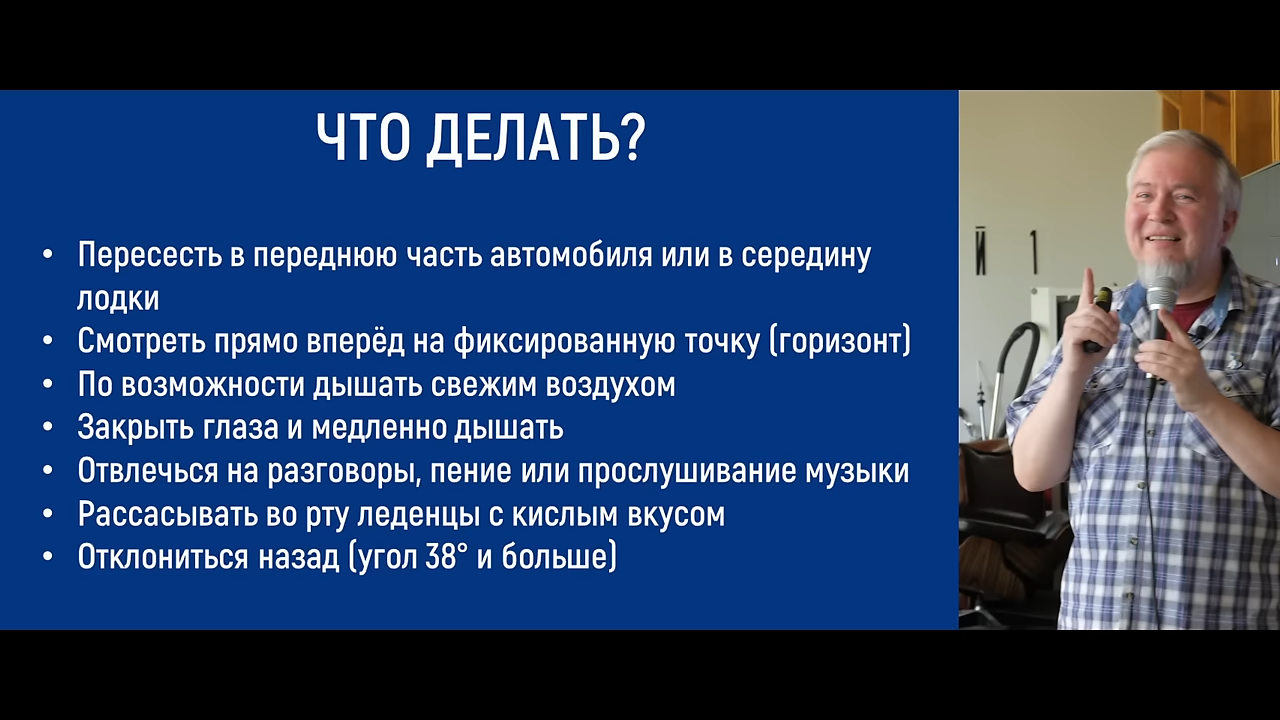 ЧТО ДЕЛАТЬ?
• Пересесть в переднюю часть автомобиля или в середину
лодки
• Смотреть прямо вперёд на фиксированную точку (горизонт)
• По возможности дышать свежим воздухом
• Закрыть глаза и медленно дышать
• Отвлечься на разговоры, пение или прослушивание музыки
• Рассасывать во рту леденцы с кислым вкусом
• Отклониться назад (угол 38° и больше)
Й 1